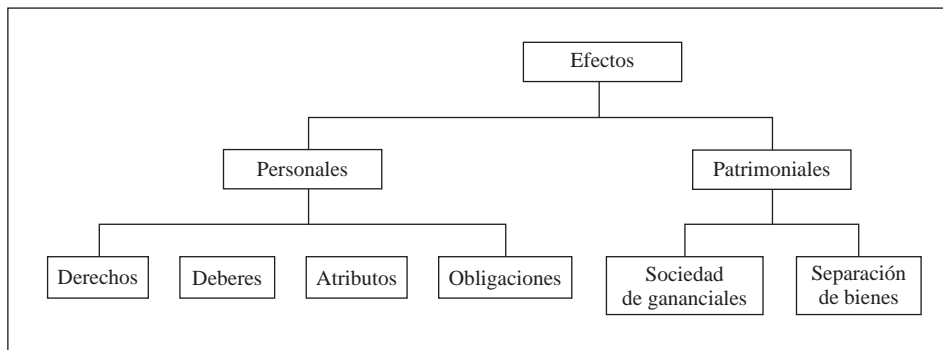 Efectos
Personales
Patrimoniales
Derechos
Deberes
Atributos
Obligaciones
Sociedad
de gananciales
Separación
de bienes